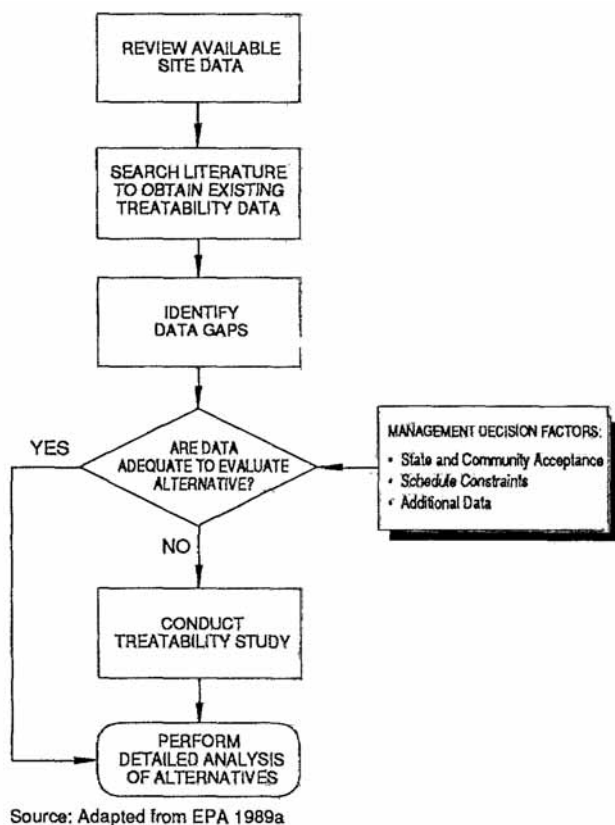 REVIEW AVAILABLE
SITE DATA
SEARCH LITERATURE
TO OBTAIN EXISTING
TREATABILITY DATA
IDENTIFY
DATA GAPS
YES
ARE DATA
ADEQUATE TO EVALUATE
ALTERNATIVE?
MANAGEMENT DECISION FACTORS:
• State and Community Acceptance
• Schedule Constraints
• Additional Data
NO
CONDUCT
TREATABILITY STUDY
PERFORM
DETAILED ANALYSIS
OF ALTERNATIVES
Source: Adapted from EPA 1989a